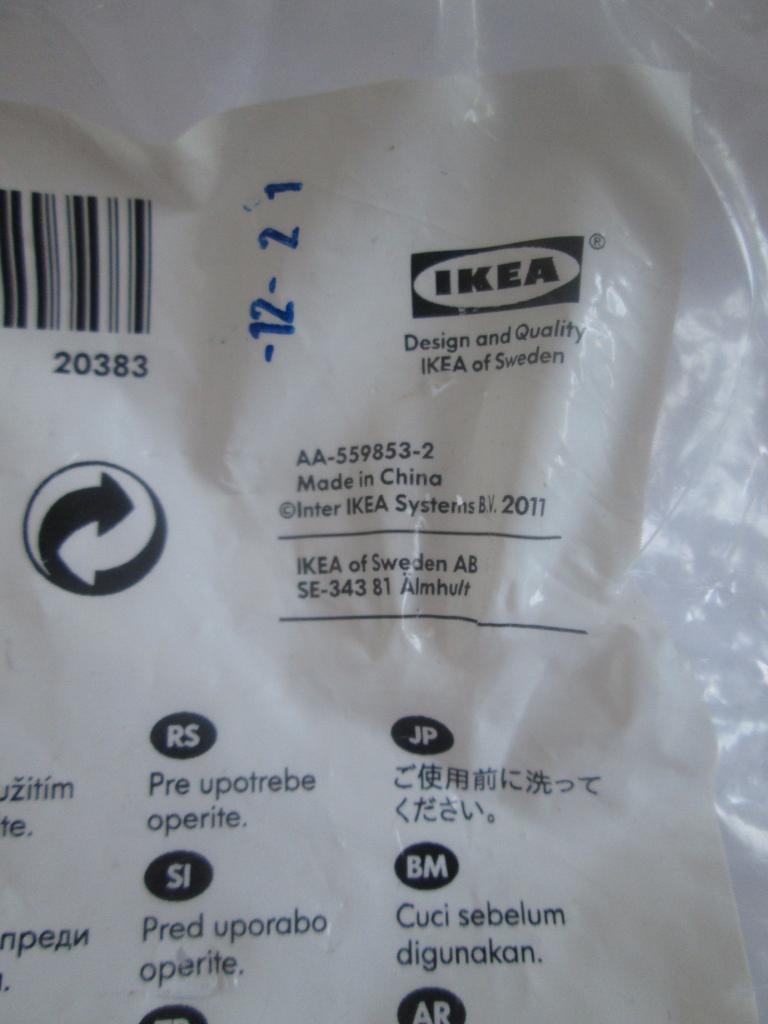 20383
-12- 2 1
IKEA®
Design and Quality
IKEA of Sweden
AA-559853-2
Made in China
©Inter IKEA Systems B.V. 2011
IKEA of Sweden AB
SE-343 81 Älmhult
užitím
te.
преди
RS
Pre upotrebe
operite.
SI
Pred uporabo
operite.
JP
ご使用前に洗って
ください。
BM
Cuci sebelum
digunakan.
AR